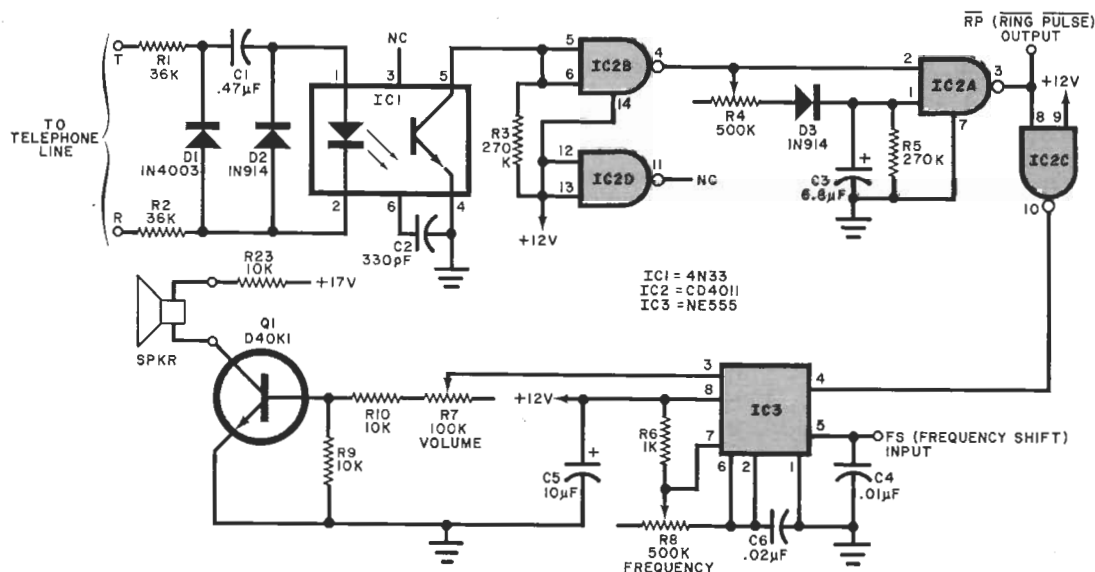 R̅P̅ (R̅I̅N̅G̅ P̅U̅L̅S̅E̅)
OUTPUT
TO
TELEPHONE
LINE
T
R1
36K
C1
.47µF
D1
1N4003
D2
1N914
R
R2
36K
NC
1
3
5
IC1
2
6
4
C2
330pF
R3
270
K
5
6
IC2B
4
14
12
13
IC2D
11
NC
+12V
R4
500K
D3
1N914
C3
6.8µF
R5
270K
2
1
IC2A
3
7
+12V
8
9
IC2C
10
IC1 = 4N33
IC2 = CD4011
IC3 = NE555
SPKR
R23
10K
+17V
Q1
D40K1
R9
10K
R10
10K
R7
100K
VOLUME
+12V
C5
10µF
R6
1K
R8
500K
FREQUENCY
3
8
7
6
2
1
IC3
4
5
C6
.02µF
FS (FREQUENCY SHIFT)
INPUT
C4
.01µF